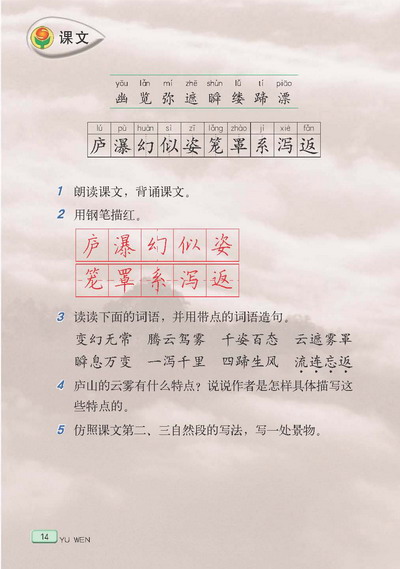 课文
yōu lǎn mí zhē shùn lǚ tí piāo
幽 览 弥 遮 瞬 缕 蹄 漂
lú pù huàn sì zī lǒng zhào jì xiè fǎn
庐 瀑 幻 似 姿 笼 罩 系 泻 返
1 朗读课文，背诵课文。
2 用钢笔描红。
庐 瀑 幻 似 姿
笼 罩 系 泻 返
3 读读下面的词语，并用带点的词语造句。
变幻无常 腾云驾雾 千姿百态 云遮雾罩
瞬息万变 一泻千里 四蹄生风 流连忘返
4 庐山的云雾有什么特点？说说作者是怎样具体描写这
些特点的。
5 仿照课文第二、三自然段的写法，写一处景物。
14 YU WEN